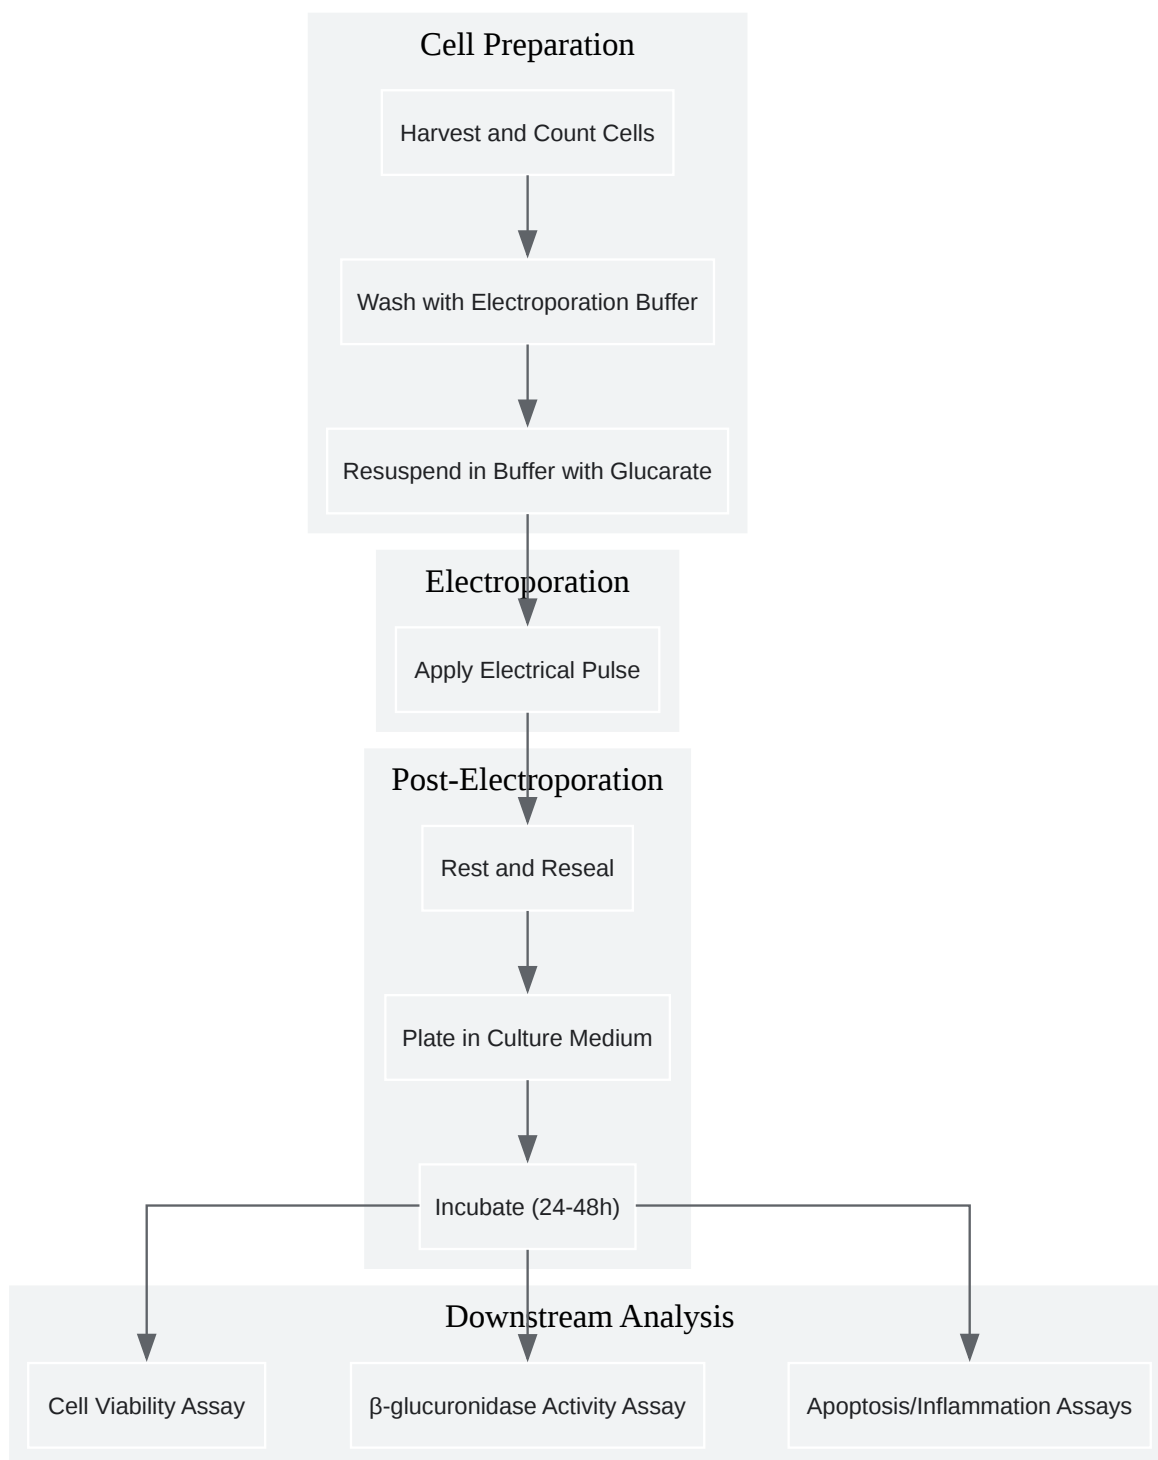 Cell Preparation
Harvest and Count Cells
Wash with Electroporation Buffer
Resuspend in Buffer with Glucarate
Electroporation
Apply Electrical Pulse
Post-Electroporation
Rest and Reseal
Plate in Culture Medium
Incubate (24-48h)
Downstream Analysis
Cell Viability Assay
β-glucuronidase Activity Assay
Apoptosis/Inflammation Assays